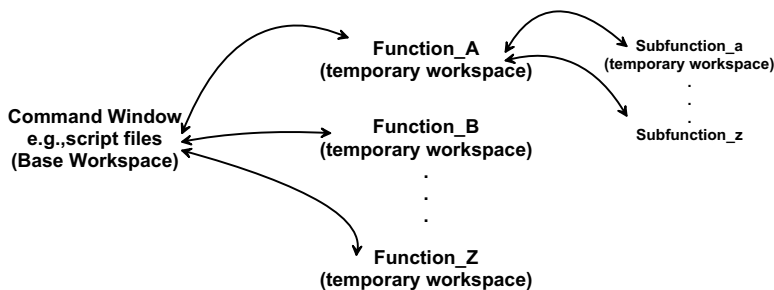 Command Window
e.g.,script files
(Base Workspace)
Function_A
(temporary workspace)
Function_B
(temporary workspace)
.
.
.
Function_Z
(temporary workspace)
Subfunction_a
(temporary workspace)
.
.
.
Subfunction_z